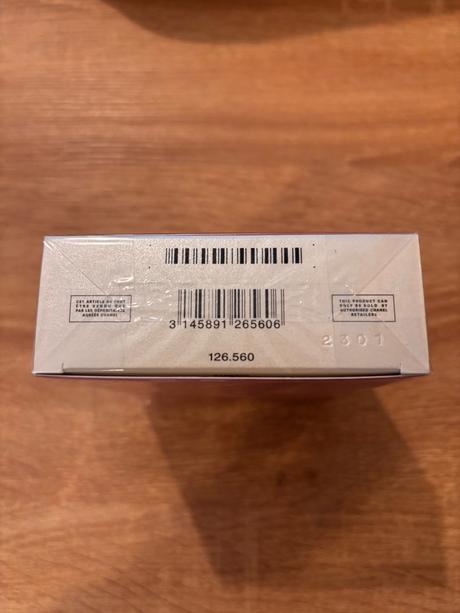 CET ARTICLE NE PEUT
ÊTRE VENDU QUE
PAR LES DÉPOSITAIRES
AGRÉÉS CHANEL
3 145891 265606
126.560
THIS PRODUCT CAN
ONLY BE SOLD BY
AUTHORISED CHANEL
RETAILERS
2301